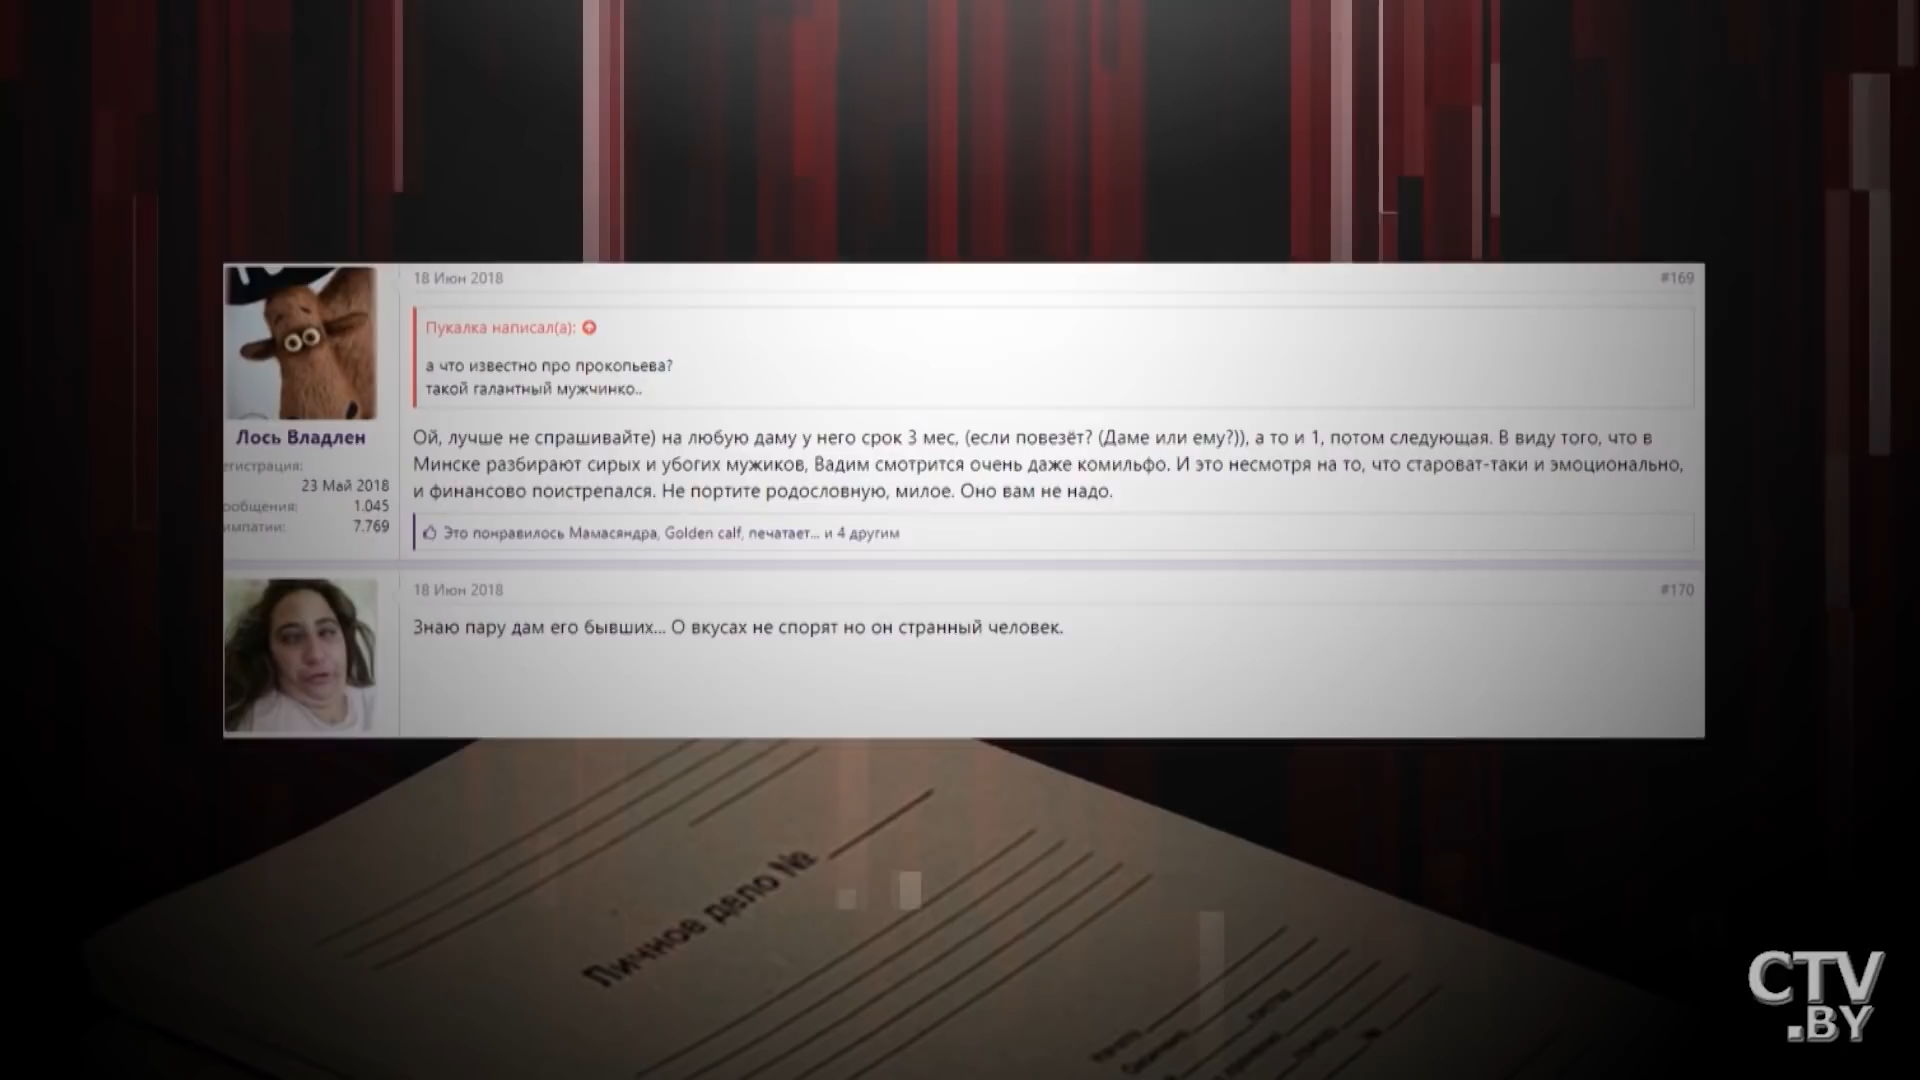 18 Июн 2018
#169
Пукалка написал(а):
а что известно про прокопьева?
такой галантный мужчинко..
Лось Владлен
егистрация:
23 Май 2018
ообщения: 1.045
импатии: 7.769
Ой, лучше не спрашивайте) на любую даму у него срок 3 мес, (если повезёт? (Даме или ему?)), а то и 1, потом следующая. В виду того, что в
Минске разбирают сирых и убогих мужиков, Вадим смотрится очень даже комильфо. И это несмотря на то, что староват-таки и эмоционально,
и финансово поистрепался. Не портите родословную, милое. Оно вам не надо.
Это понравилось Мамасяндра, Golden calf, печатает... и 4 другим
18 Июн 2018
#170
Знаю пару дам его бывших... О вкусах не спорят но он странный человек.
Личное дело №
CTV
.BY